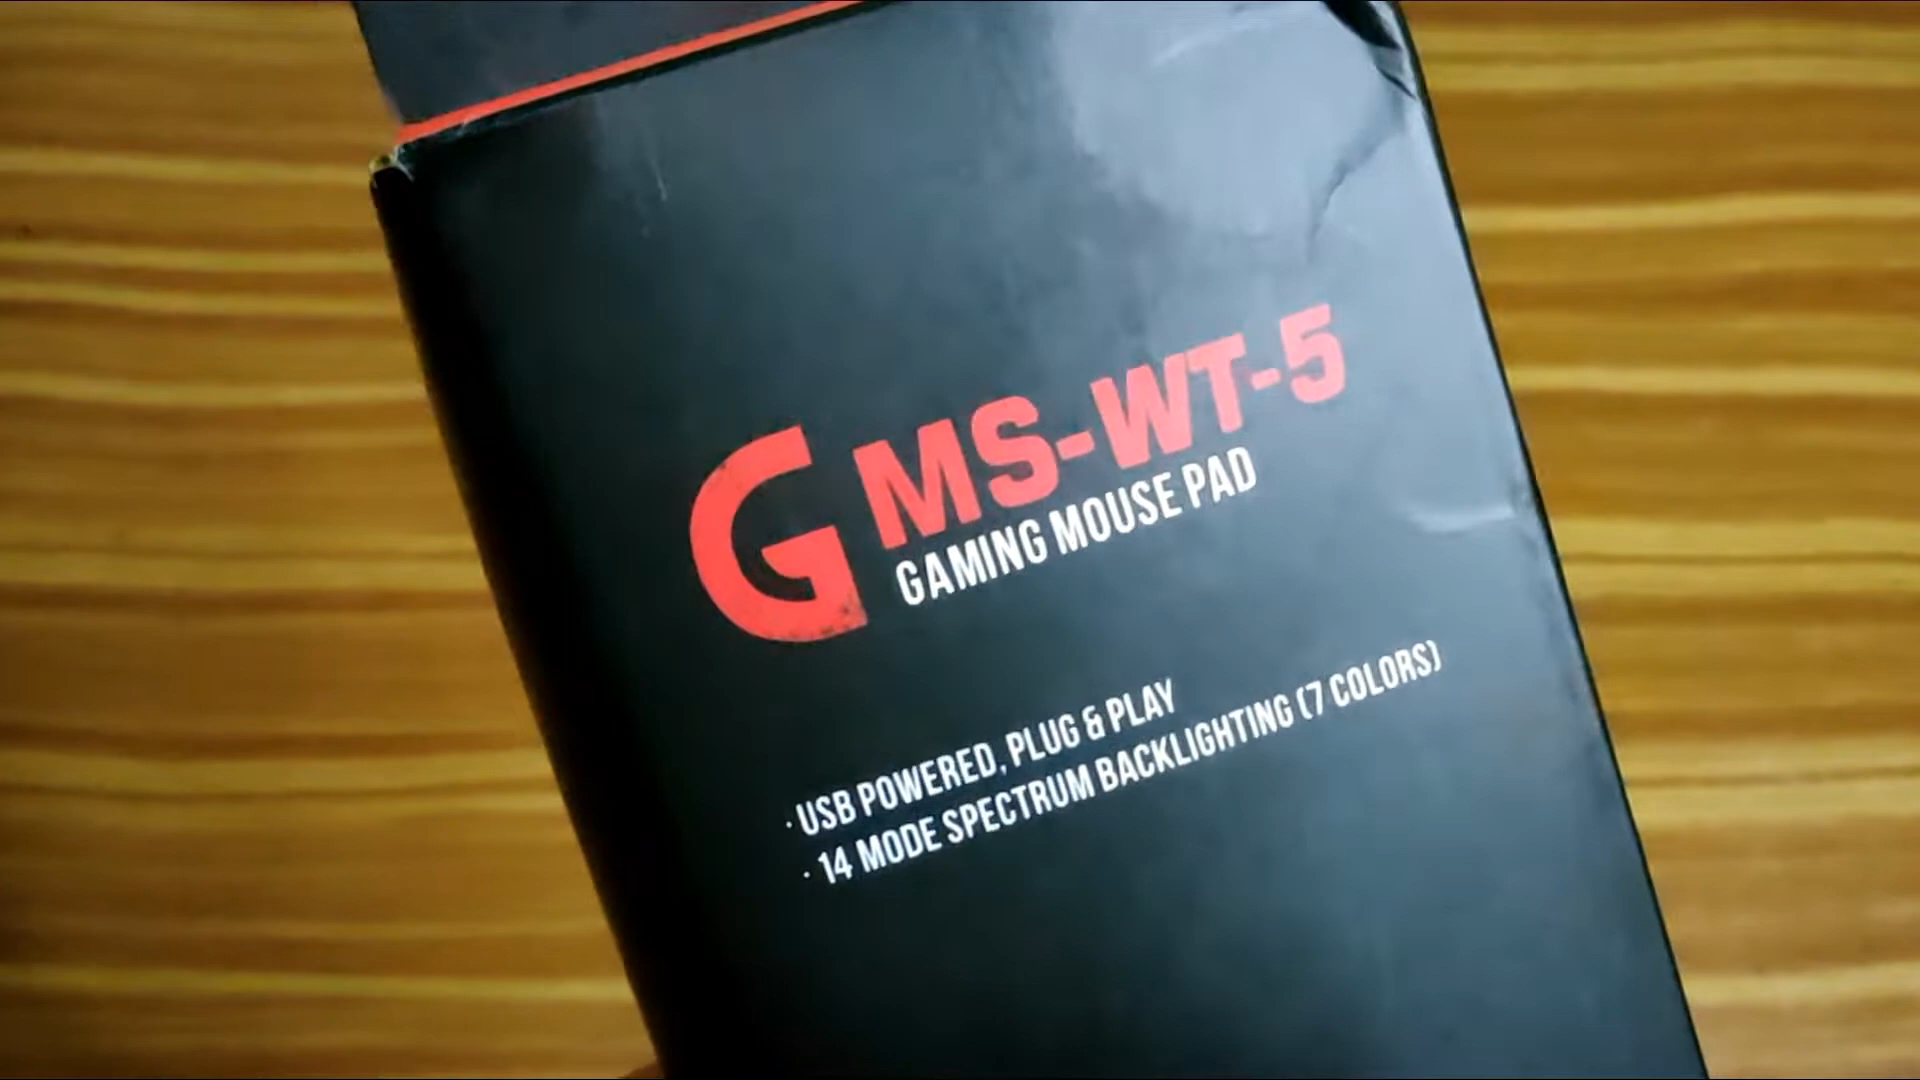 G MS-WT-5
GAMING MOUSE PAD
· USB POWERED, PLUG & PLAY
· 14 MODE SPECTRUM BACKLIGHTING (7 COLORS)